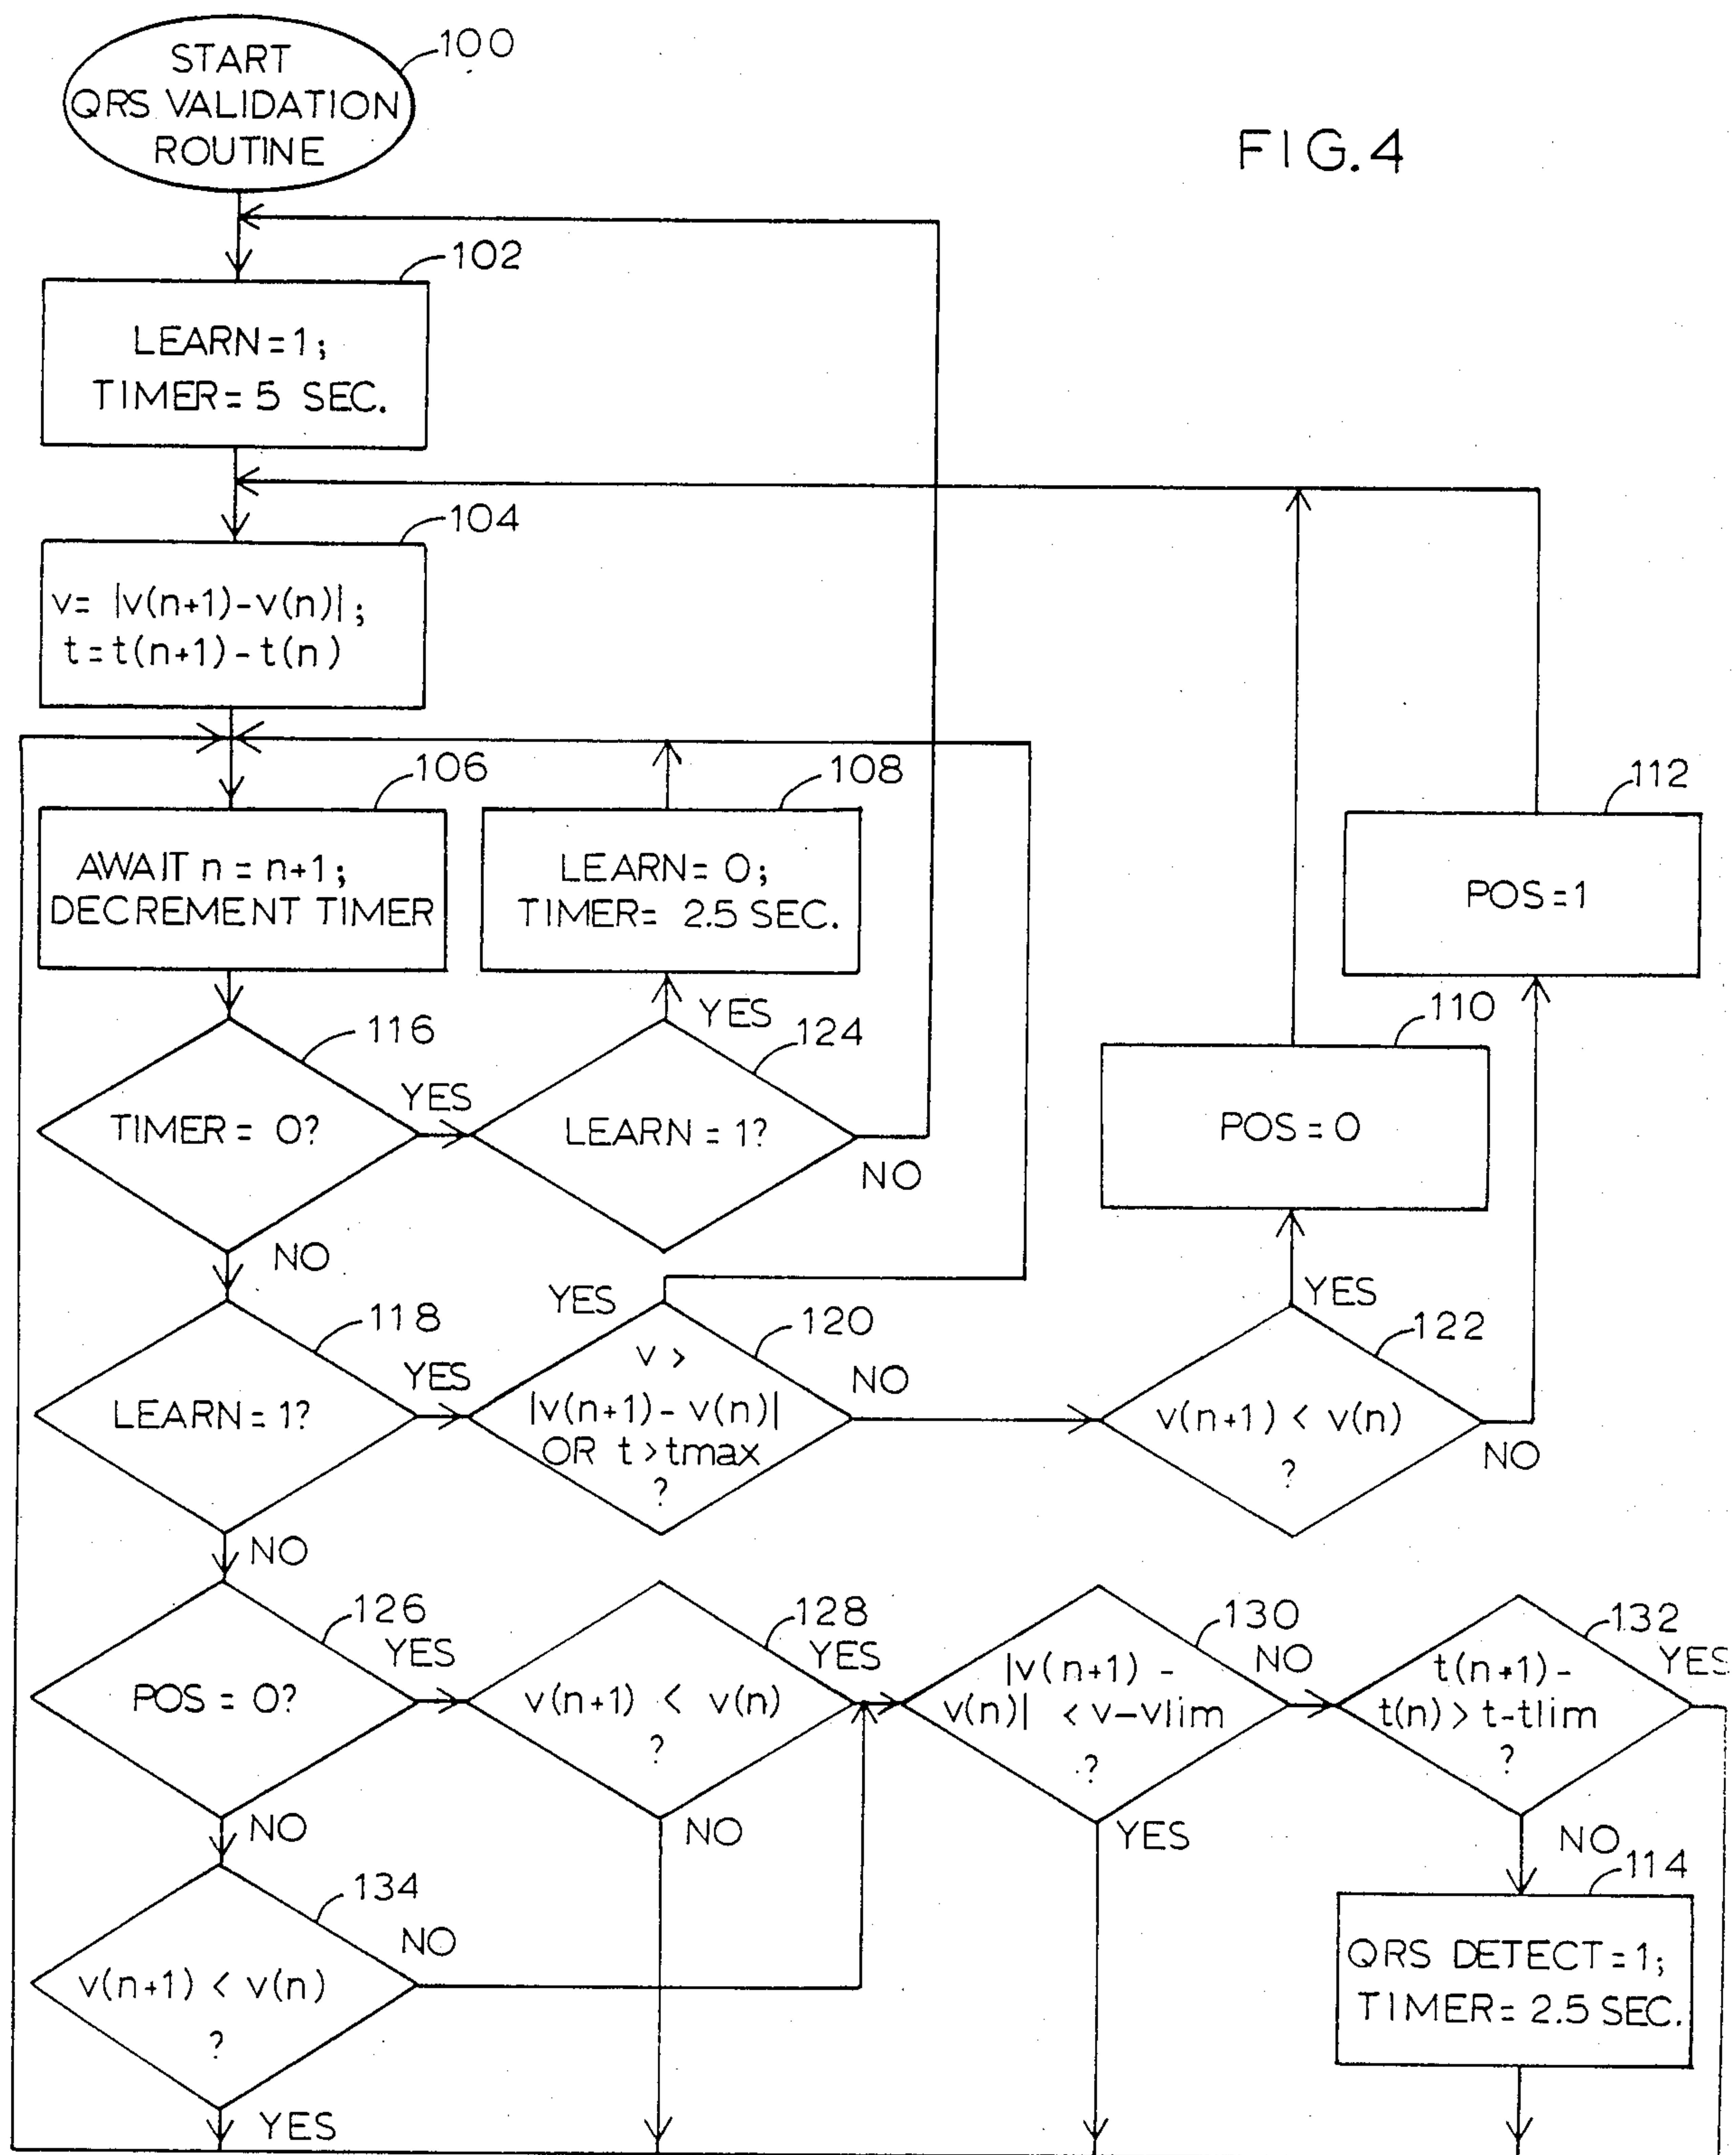 START
QRS VALIDATION
ROUTINE
100
FIG.4
102
LEARN=1;
TIMER= 5 SEC.
104
v= |v(n+1)-v(n)|;
t=t(n+1)-t(n)
106
AWAIT n = n+1;
DECREMENT TIMER
108
LEARN= 0;
TIMER= 2.5 SEC.
112
POS=1
110
POS=0
116
TIMER= 0?
YES
NO
124
LEARN = 1?
YES
NO
118
LEARN= 1?
YES
NO
120
v >
|v(n+1)- v(n)|
OR t>tmax
?
YES
NO
122
v(n+1) < v(n)
?
YES
NO
126
POS = 0?
YES
NO
128
v(n+1) < v(n)
?
YES
NO
130
|v(n+1) -
v(n)| <v-vlim
?
NO
YES
132
t(n+1)-
t(n)> t-tlim
?
YES
NO
134
v(n+1) < v(n)
?
NO
YES
114
QRS DETECT=1;
TIMER= 2.5 SEC.